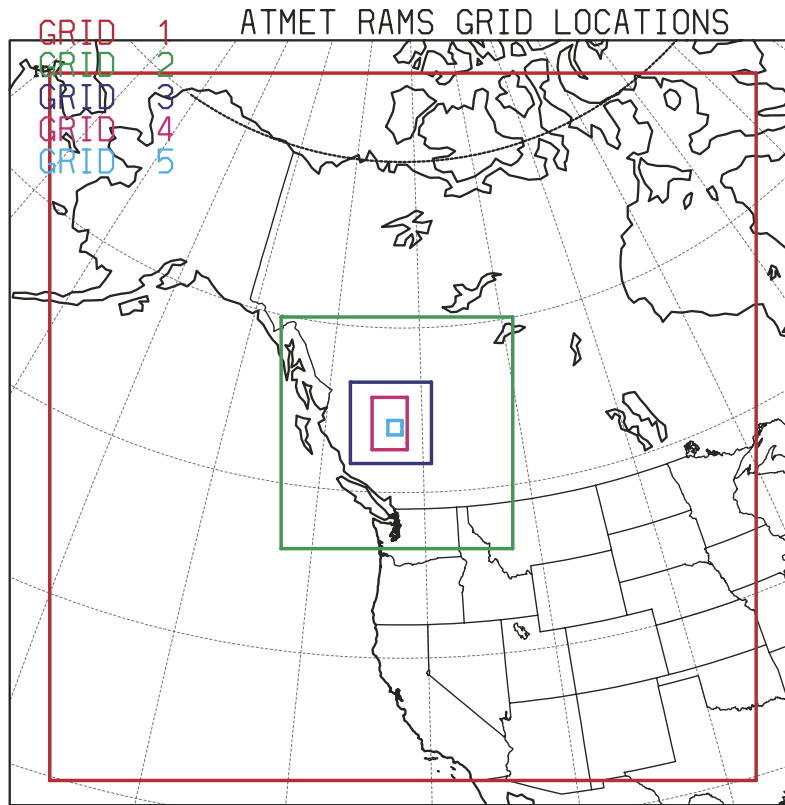 ATMET RAMS GRID LOCATIONS
GRID 1
GRID 2
GRID 3
GRID 4
GRID 5